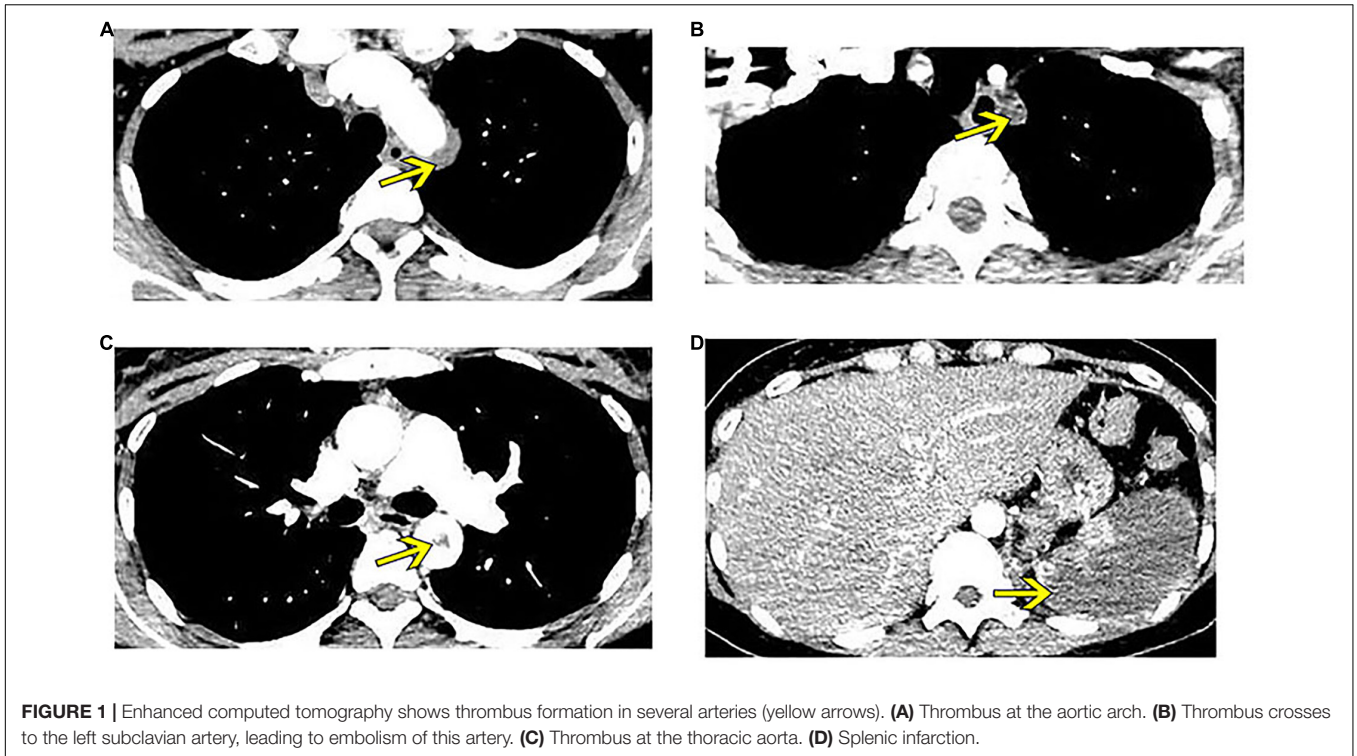 A
B
C
D
FIGURE 1 | Enhanced computed tomography shows thrombus formation in several arteries (yellow arrows). (A) Thrombus at the aortic arch. (B) Thrombus crosses
to the left subclavian artery, leading to embolism of this artery. (C) Thrombus at the thoracic aorta. (D) Splenic infarction.